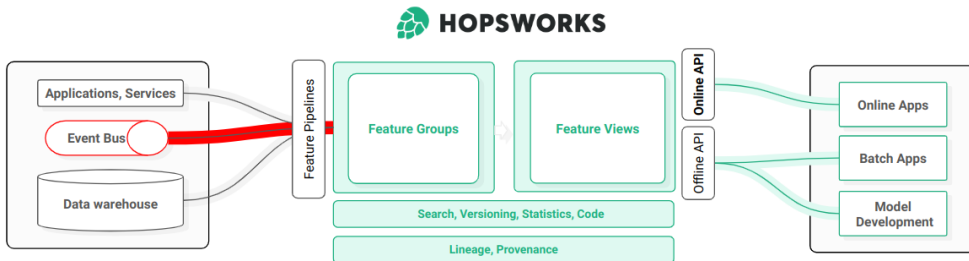 HOPSWORKS
Applications, Services
Event Bus
Data warehouse
Feature Pipelines
Feature Groups
Feature Views
Search, Versioning, Statistics, Code
Lineage, Provenance
Online API
Offline API
Online Apps
Batch Apps
Model
Development